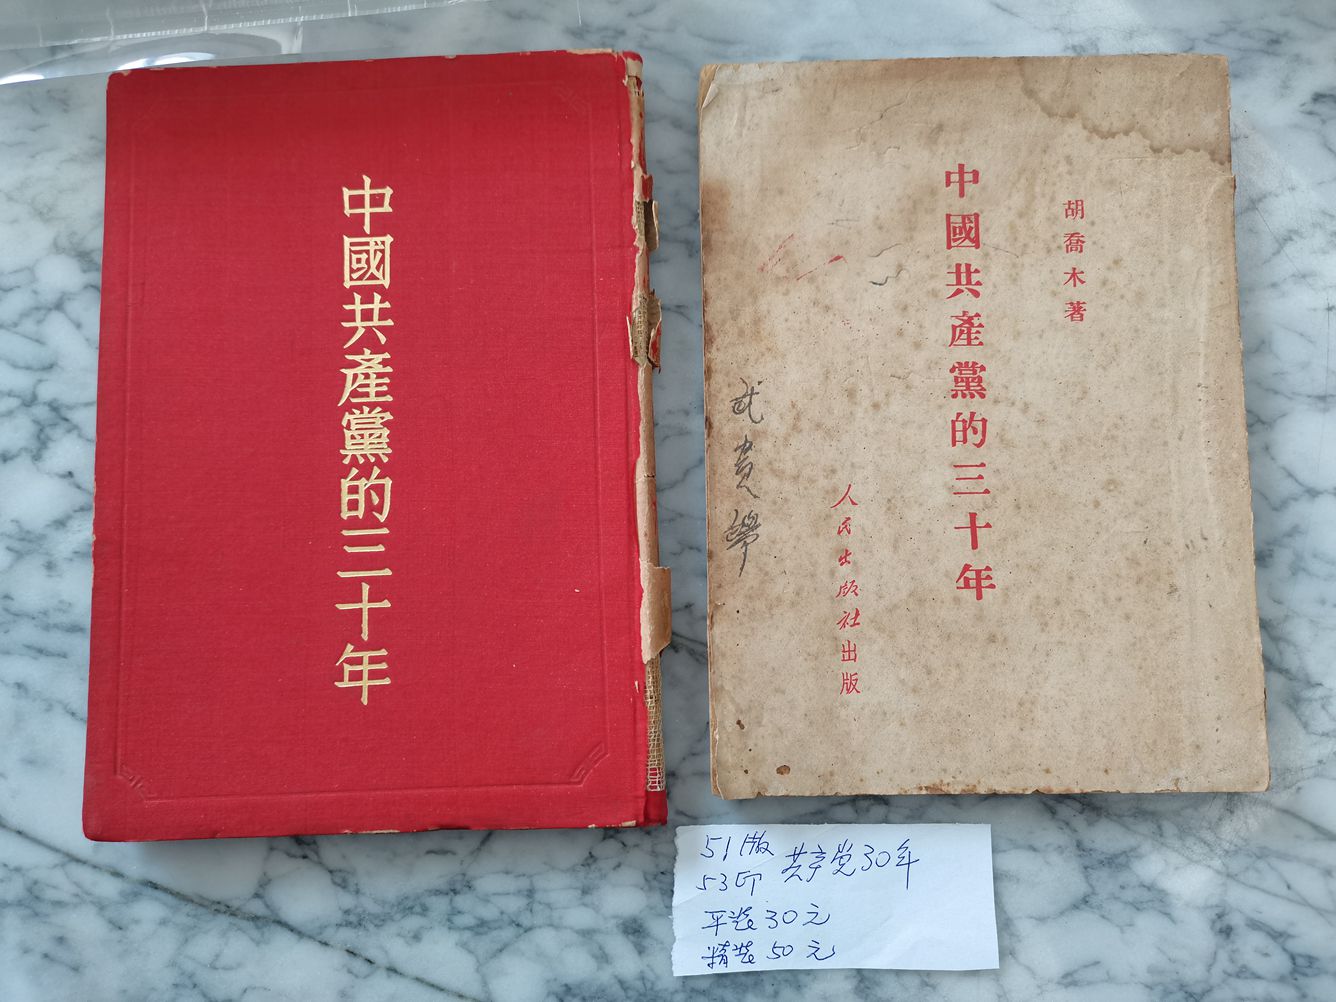 中國共產黨的三十年
胡喬木著
中國共產黨的三十年
人民出版社出版
51版
53印 共产党30年
平装30元
精装50元